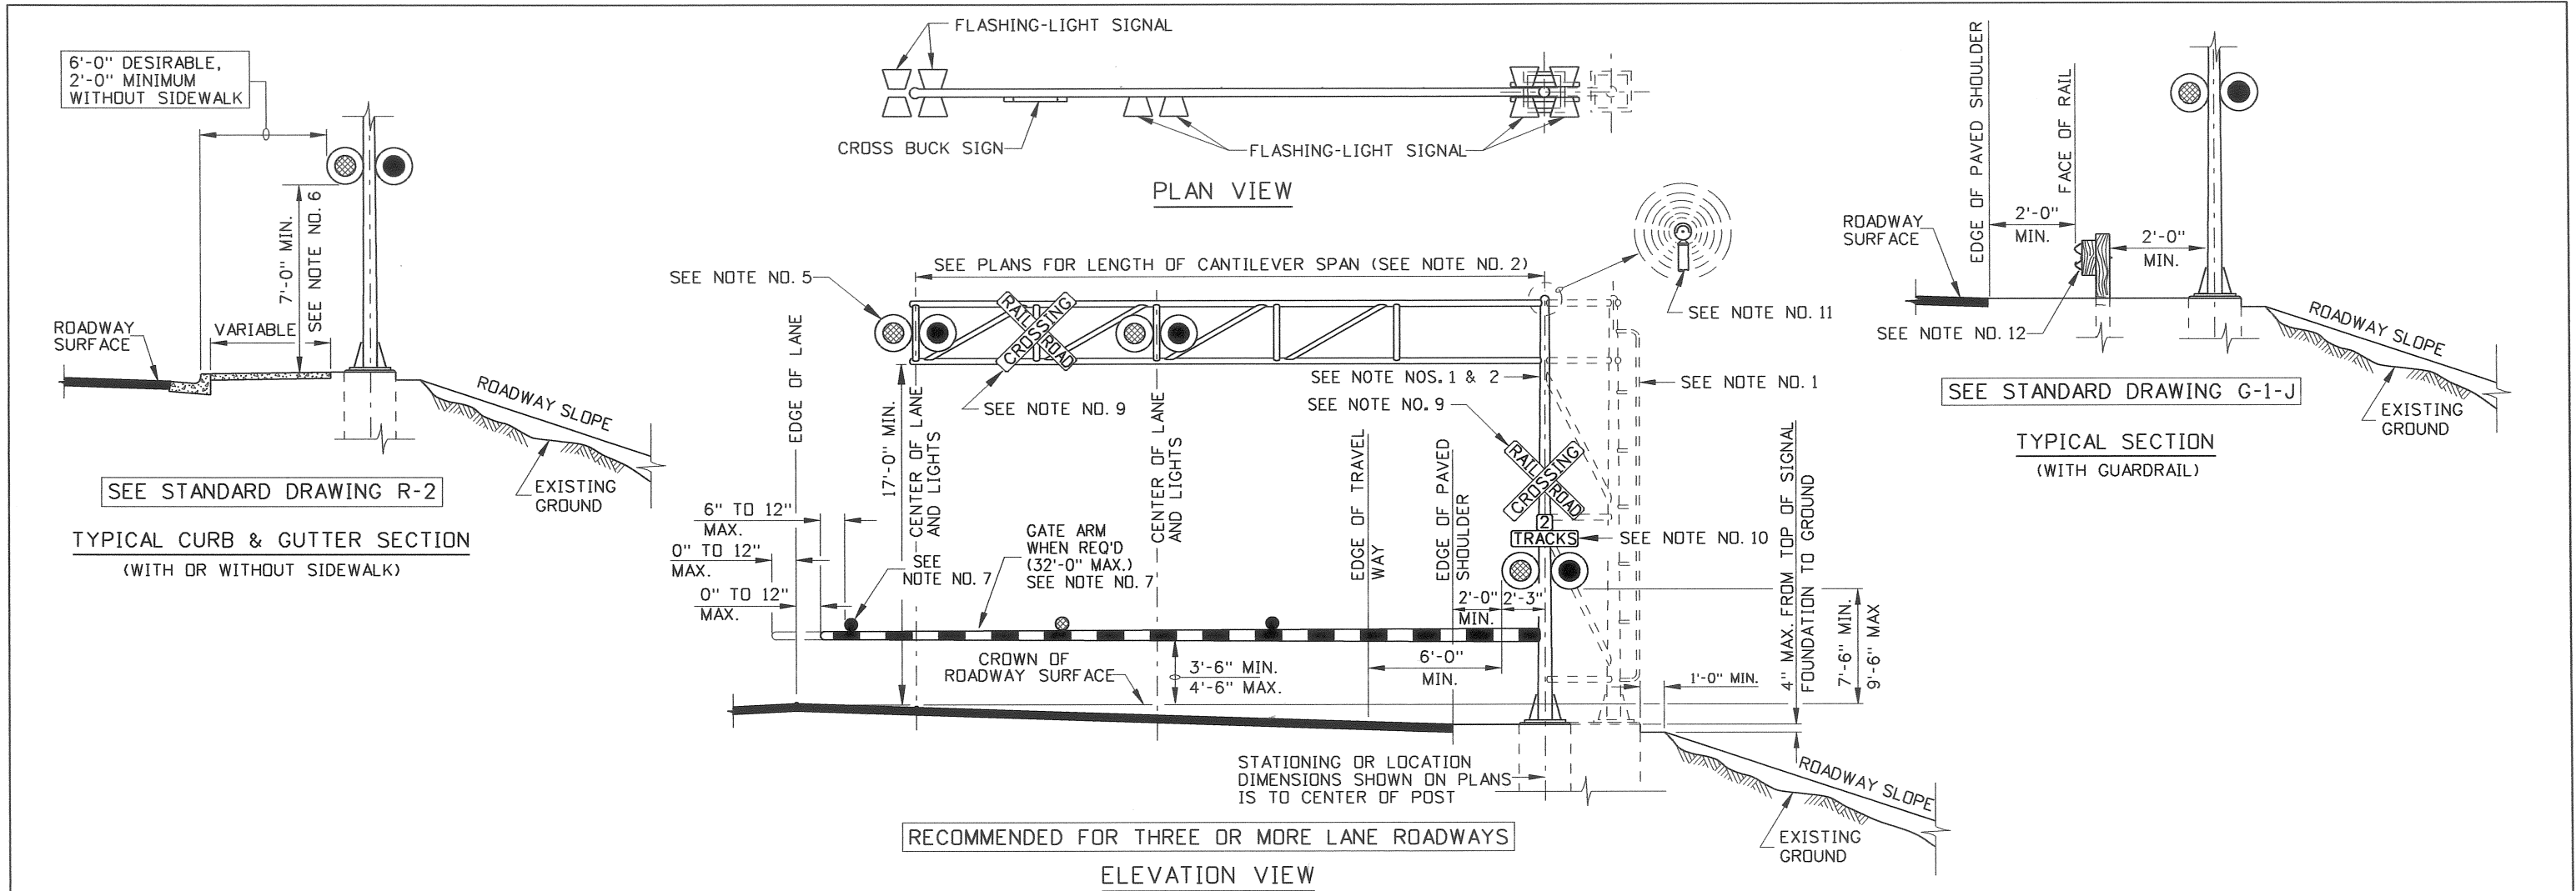 FLASHING-LIGHT SIGNAL
CROSS BUCK SIGN
FLASHING-LIGHT SIGNAL
PLAN VIEW
6'-0" DESIRABLE,
2'-0" MINIMUM
WITHOUT SIDEWALK
7'-0" MIN.
SEE NOTE NO. 6
VARIABLE
ROADWAY
SURFACE
ROADWAY SLOPE
EXISTING
GROUND
SEE STANDARD DRAWING R-2
TYPICAL CURB & GUTTER SECTION
(WITH OR WITHOUT SIDEWALK)
SEE NOTE NO. 5
SEE PLANS FOR LENGTH OF CANTILEVER SPAN (SEE NOTE NO. 2)
SEE NOTE NO. 11
RAIL ROAD
CROSSING
SEE NOTE NO. 9
SEE NOTE NOS. 1 & 2
SEE NOTE NO. 1
SEE NOTE NO. 9
EDGE OF LANE
17'-0" MIN.
CENTER OF LANE
AND LIGHTS
CENTER OF LANE
AND LIGHTS
EDGE OF TRAVEL
WAY
EDGE OF PAVED
SHOULDER
RAIL ROAD
CROSSING
2
TRACKS
SEE NOTE NO. 10
6" TO 12"
MAX.
0" TO 12"
MAX.
0" TO 12"
MAX.
SEE
NOTE NO. 7
GATE ARM
WHEN REQ'D
(32'-0" MAX.)
SEE NOTE NO. 7
2'-0"
MIN.
2'-3"
CROWN OF
ROADWAY SURFACE
3'-6" MIN.
4'-6" MAX.
6'-0"
MIN.
4" MAX. FROM TOP OF SIGNAL
FOUNDATION TO GROUND
7'-6" MIN.
9'-6" MAX
1'-0" MIN.
STATIONING OR LOCATION
DIMENSIONS SHOWN ON PLANS
IS TO CENTER OF POST
ROADWAY SLOPE
EXISTING
GROUND
RECOMMENDED FOR THREE OR MORE LANE ROADWAYS
ELEVATION VIEW
EDGE OF PAVED SHOULDER
FACE OF RAIL
ROADWAY
SURFACE
2'-0"
MIN.
2'-0"
MIN.
SEE NOTE NO. 12
ROADWAY SLOPE
EXISTING
GROUND
SEE STANDARD DRAWING G-1-J
TYPICAL SECTION
(WITH GUARDRAIL)